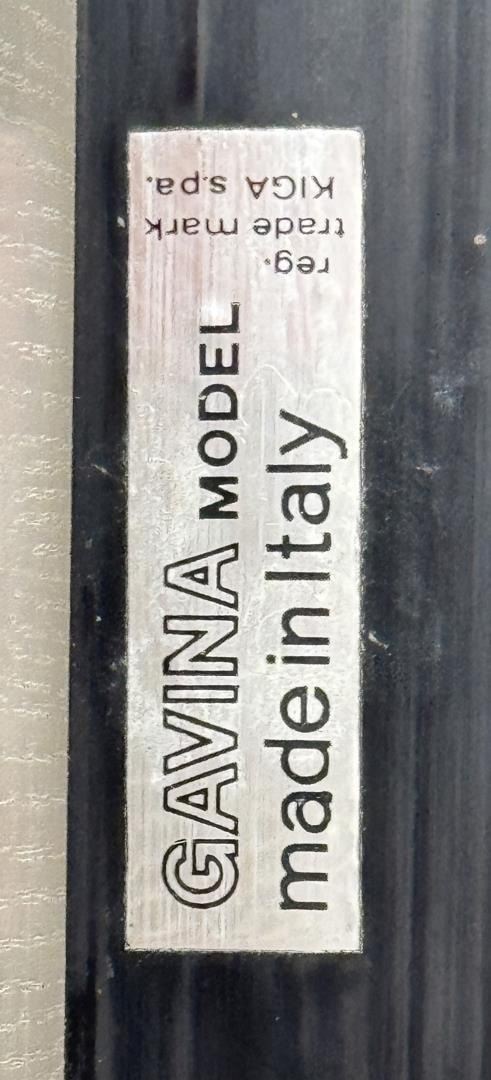 GAVINA MODEL
made in Italy
reg.
trade mark
KIGA s.pa.